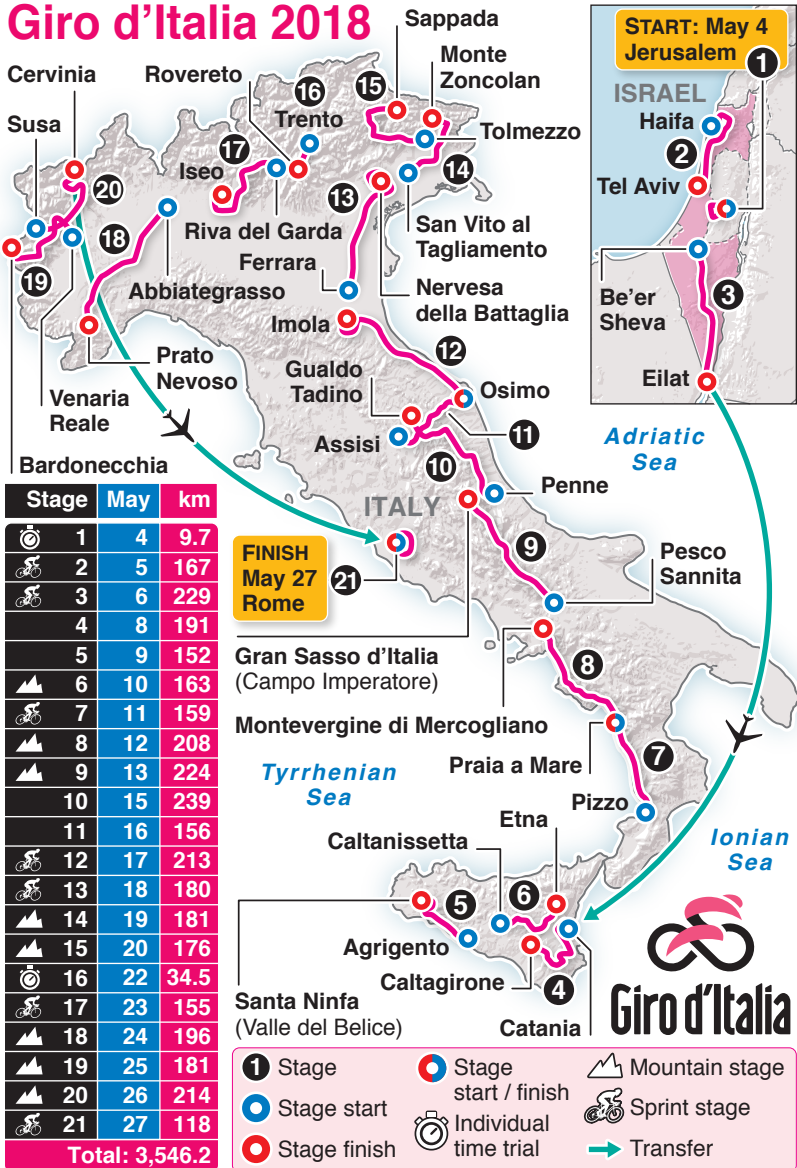 Giro d'Italia 2018
Cervinia
Rovereto
Sappada
Monte
Zoncolan
Susa
Trento
Tolmezzo
Iseo
16
15
17
20
13
14
18
19
Riva del Garda
San Vito al
Tagliamento
Ferrara
Abbiategrasso
Nervesa
della Battaglia
Imola
12
Prato
Nevoso
Gualdo
Tadino
Osimo
Venaria
Reale
Assisi
11
10
Bardonecchia
Penne
ITALY
START: May 4
Jerusalem
1
ISRAEL
Haifa
2
Tel Aviv
Be'er
Sheva
3
Eilat
Adriatic
Sea
FINISH
May 27
Rome
21
9
Pesco
Sannita
Gran Sasso d'Italia
(Campo Imperatore)
8
Montevergine di Mercogliano
Tyrrhenian
Sea
Praia a Mare
7
Pizzo
Etna
Caltanissetta
Ionian
Sea
5
6
Agrigento
Caltagirone
4
Santa Ninfa
(Valle del Belice)
Catania
Giro d'Italia
Stage May km
1 4 9.7
2 5 167
3 6 229
4 8 191
5 9 152
6 10 163
7 11 159
8 12 208
9 13 224
10 15 239
11 16 156
12 17 213
13 18 180
14 19 181
15 20 176
16 22 34.5
17 23 155
18 24 196
19 25 181
20 26 214
21 27 118
Total: 3,546.2
1 Stage
Stage start
Stage finish
Stage
start / finish
Individual
time trial
Mountain stage
Sprint stage
Transfer